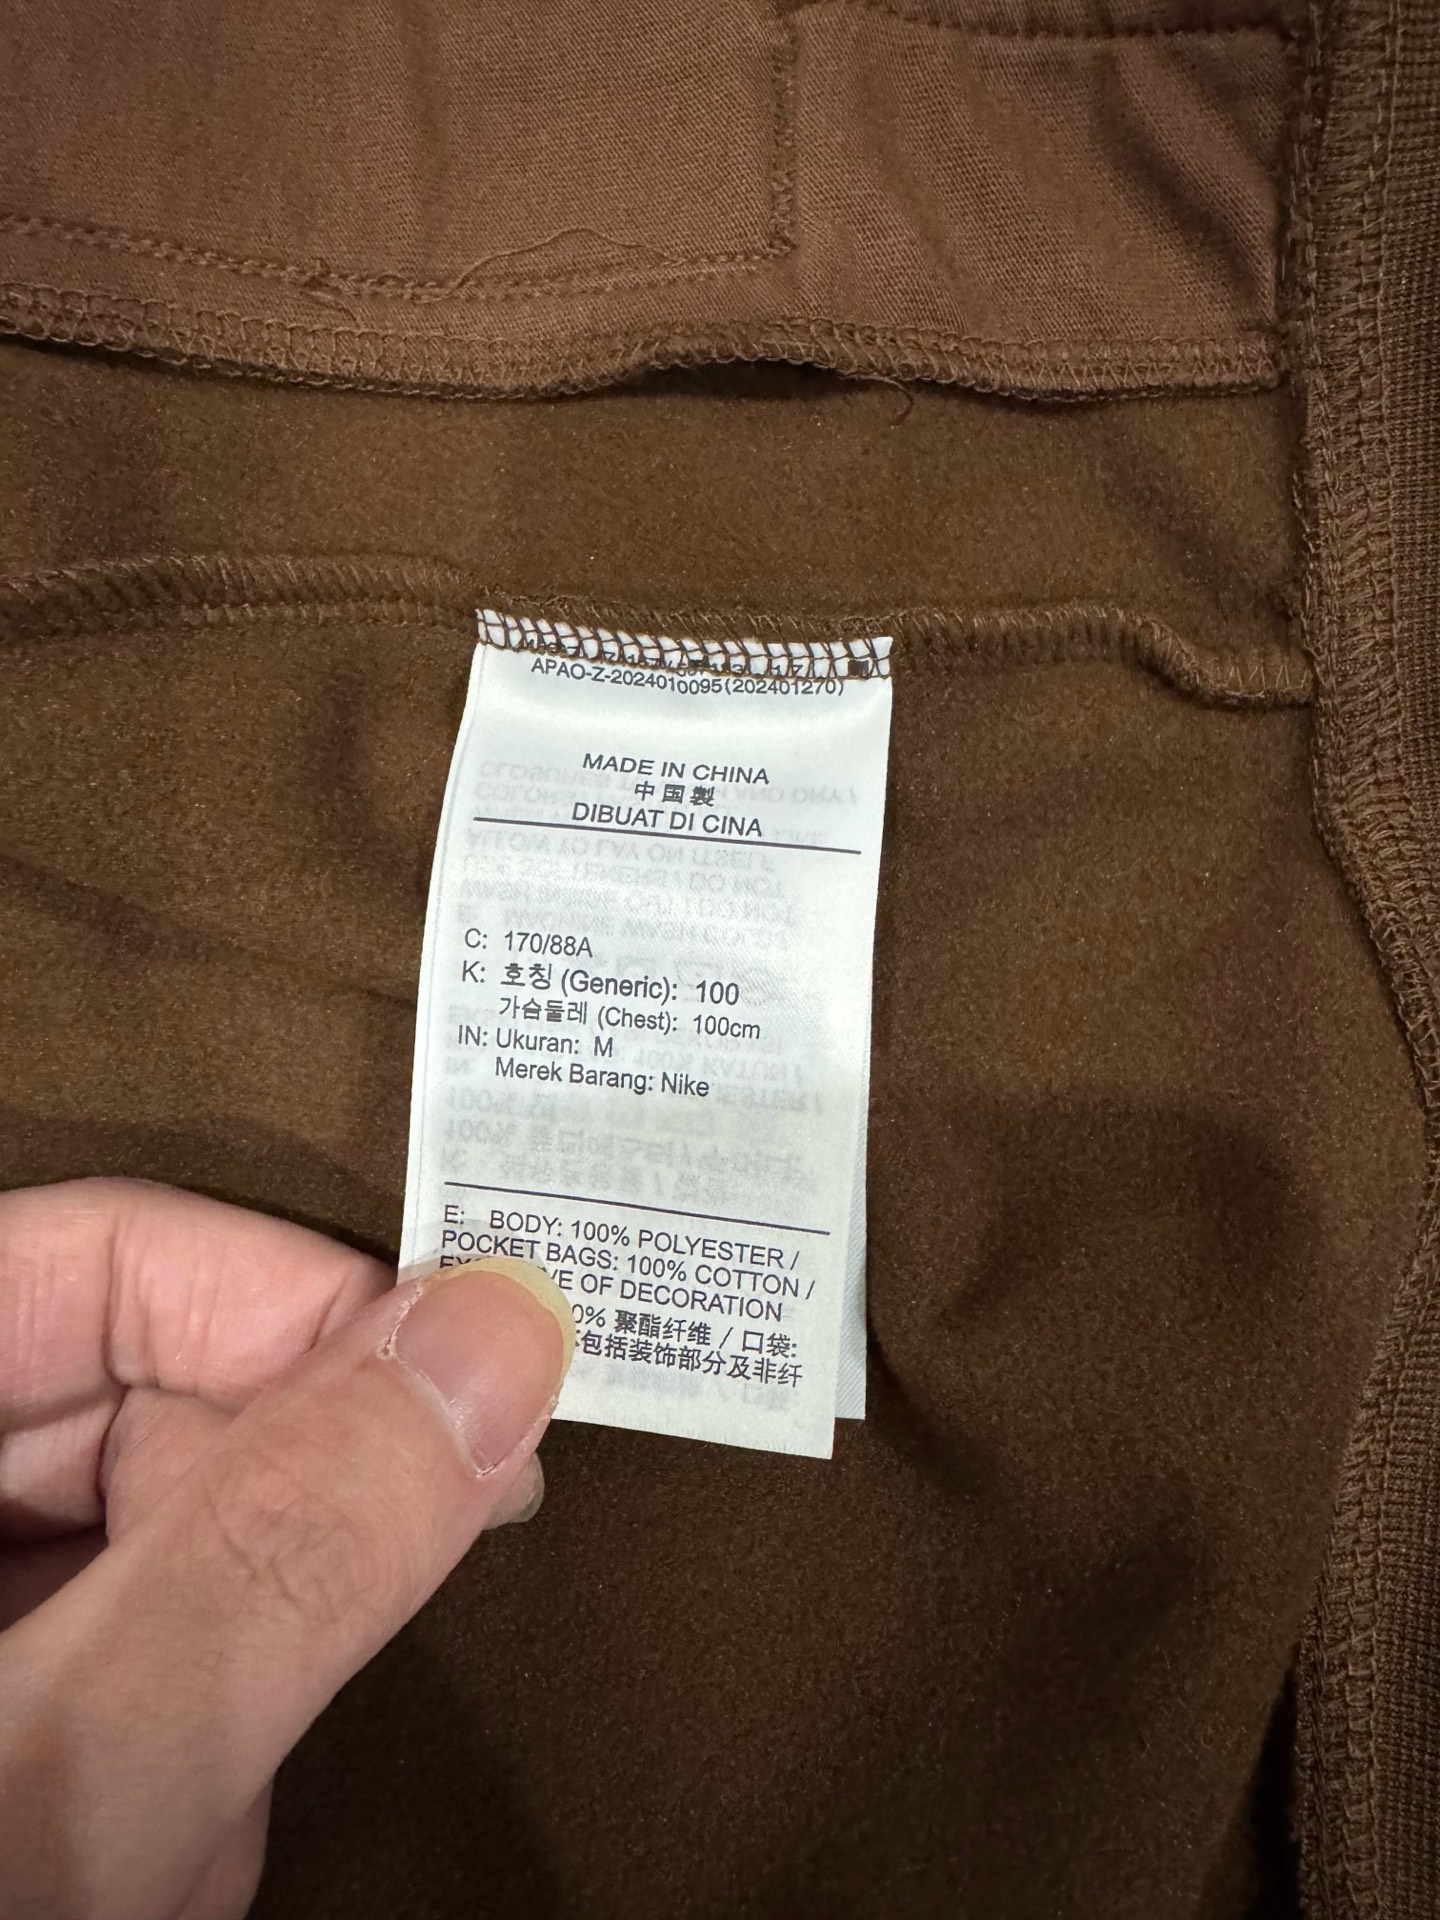 APAO-Z-2024010095(202401270)
MADE IN CHINA
中国製
DIBUAT DI CINA
C: 170/88A
K: 호칭 (Generic): 100
가슴둘레 (Chest): 100cm
IN: Ukuran: M
Merek Barang: Nike
E: BODY: 100% POLYESTER /
POCKET BAGS: 100% COTTON /
OF DECORATION
聚酯纤维 / 口袋:
包括装饰部分及非纤